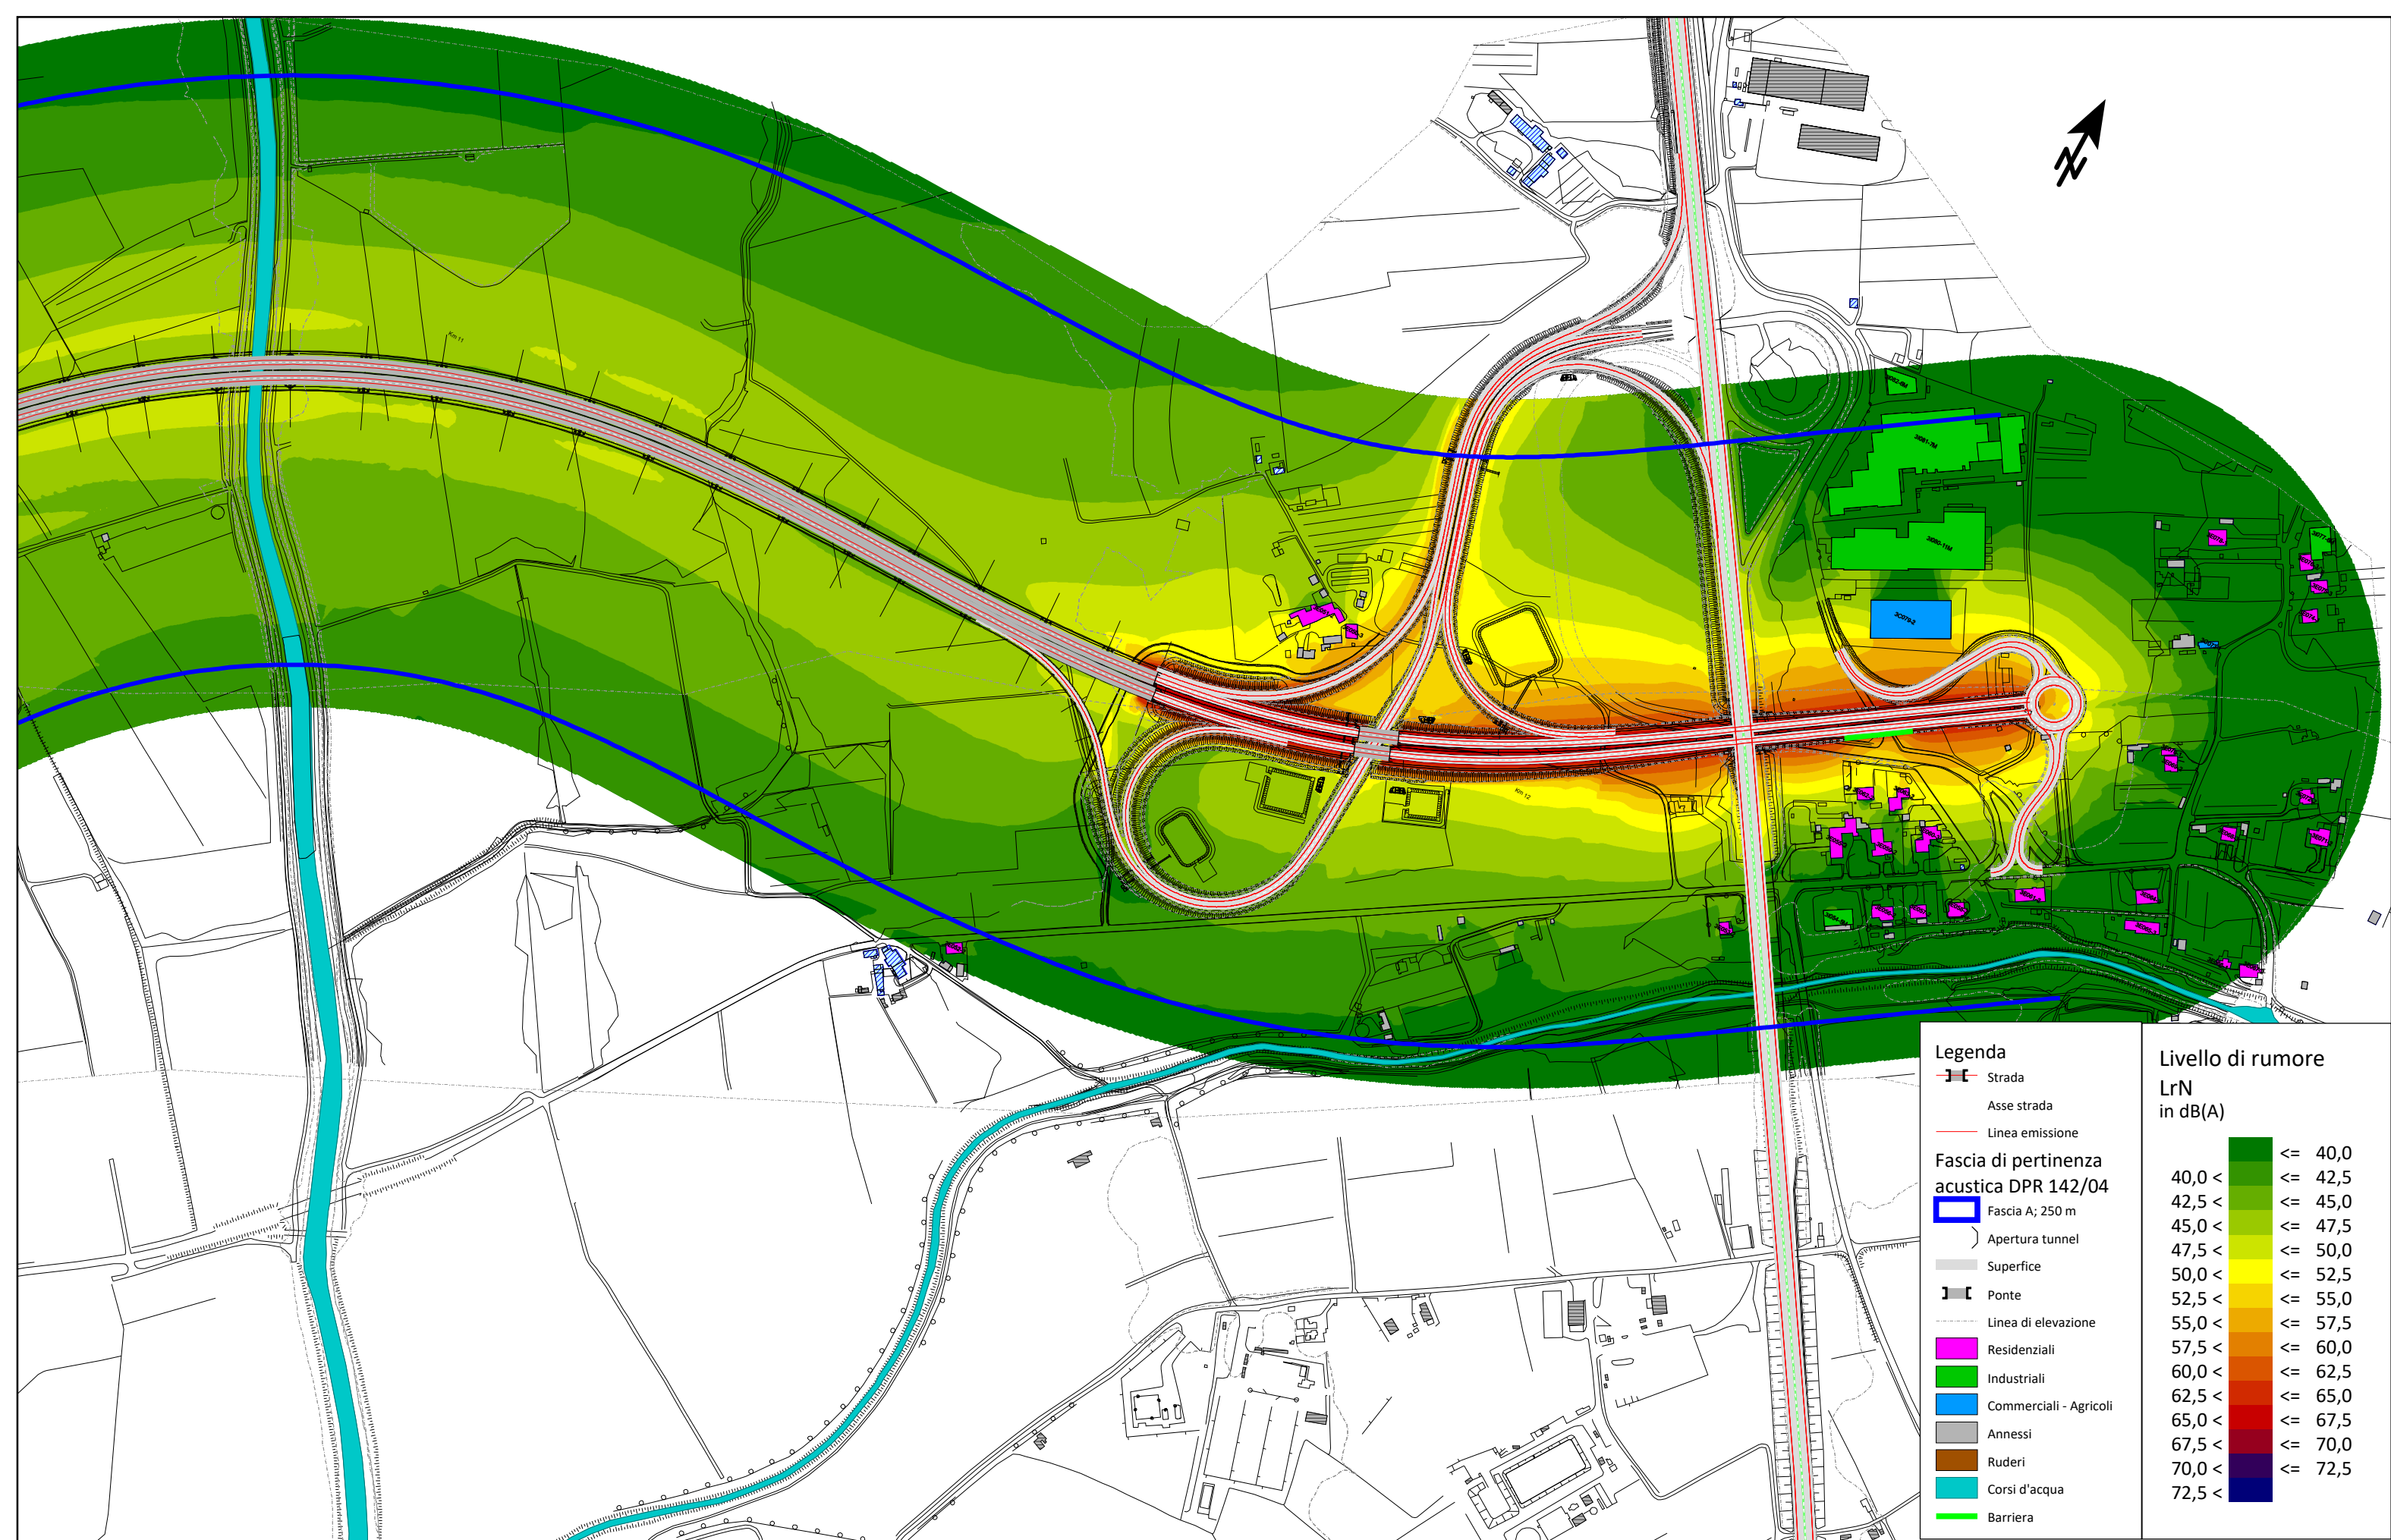 Km 11
Km 12
N
Legenda
Strada
Asse strada
Linea emissione
Fascia di pertinenza
acustica DPR 142/04
Fascia A; 250 m
Apertura tunnel
Superfice
Ponte
Linea di elevazione
Residenziali
Industriali
Commerciali - Agricoli
Annessi
Ruderi
Corsi d'acqua
Barriera
Livello di rumore
LrN
in dB(A)
<= 40,0
40,0 < <= 42,5
42,5 < <= 45,0
45,0 < <= 47,5
47,5 < <= 50,0
50,0 < <= 52,5
52,5 < <= 55,0
55,0 < <= 57,5
57,5 < <= 60,0
60,0 < <= 62,5
62,5 < <= 65,0
65,0 < <= 67,5
67,5 < <= 70,0
70,0 < <= 72,5
72,5 <